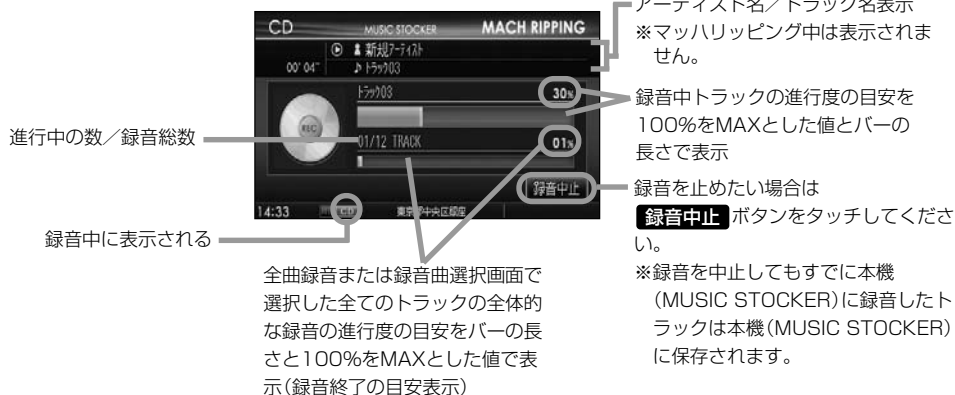 CD MUSIC STOCKER MACH RIPPING
新規アーティスト
00' 04" トラック03
トラック03 30%
REC
01/12 TRACK 01%
録音中止
14:33 CD 東京都中央区銀座
進行中の数／録音総数
録音中に表示される
全曲録音または録音曲選択画面で
選択した全てのトラックの全体的
な録音の進行度の目安をバーの長
さと100%をMAXとした値で表
示（録音終了の目安表示）
アーティスト名／トラック名表示
※マッハリッピング中は表示されま
せん。
録音中トラックの進行度の目安を
100%をMAXとした値とバーの
長さで表示
録音を止めたい場合は
録音中止 ボタンをタッチしてくださ
い。
※録音を中止してもすでに本機
（MUSIC STOCKER）に録音したト
ラックは本機（MUSIC STOCKER）
に保存されます。